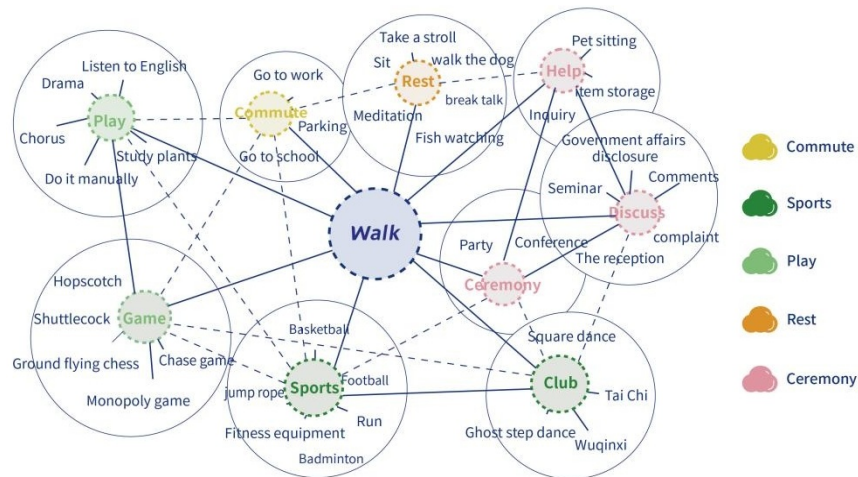 Take a stroll
Sit
walk the dog
Rest
break talk
Meditation
Fish watching
Pet sitting
Help
Item storage
Inquiry
Listen to English
Drama
Play
Chorus
Study plants
Do it manually
Go to work
Commute
Parking
Go to school
Government affairs
disclosure
Comments
Seminar
Discuss
complaint
The reception
Walk
Party
Conference
Ceremony
Hopscotch
Shuttlecock
Game
Ground flying chess
Chase game
Monopoly game
Basketball
Football
Sports
jump rope
Run
Fitness equipment
Badminton
Square dance
Club
Tai Chi
Ghost step dance
Wuqinxi
Commute
Sports
Play
Rest
Ceremony